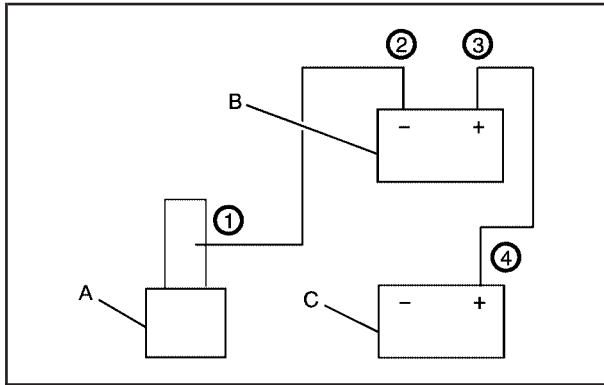 ② ③
B
− +
①
④
A
C
− +